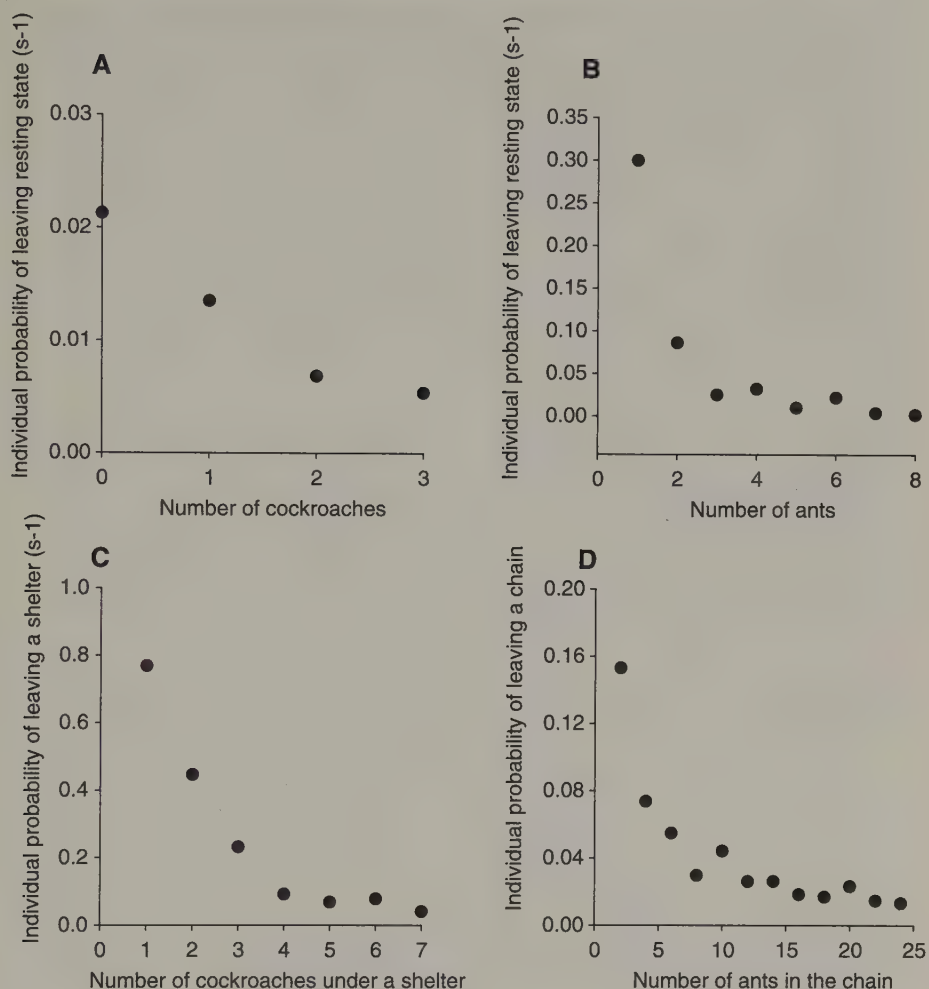 A
Individual probability of leaving resting state (s-1)
0.03
0.02
0.01
0.00
0 1 2 3
Number of cockroaches
B
Individual probability of leaving resting state (s-1)
0.35
0.30
0.25
0.20
0.15
0.10
0.05
0.00
0 2 4 6 8
Number of ants
C
Individual probability of leaving a shelter (s-1)
1.0
0.8
0.6
0.4
0.2
0.0
0 1 2 3 4 5 6 7
Number of cockroaches under a shelter
D
Individual probability of leaving a chain
0.20
0.16
0.12
0.08
0.04
0.00
0 5 10 15 20 25
Number of ants in the chain